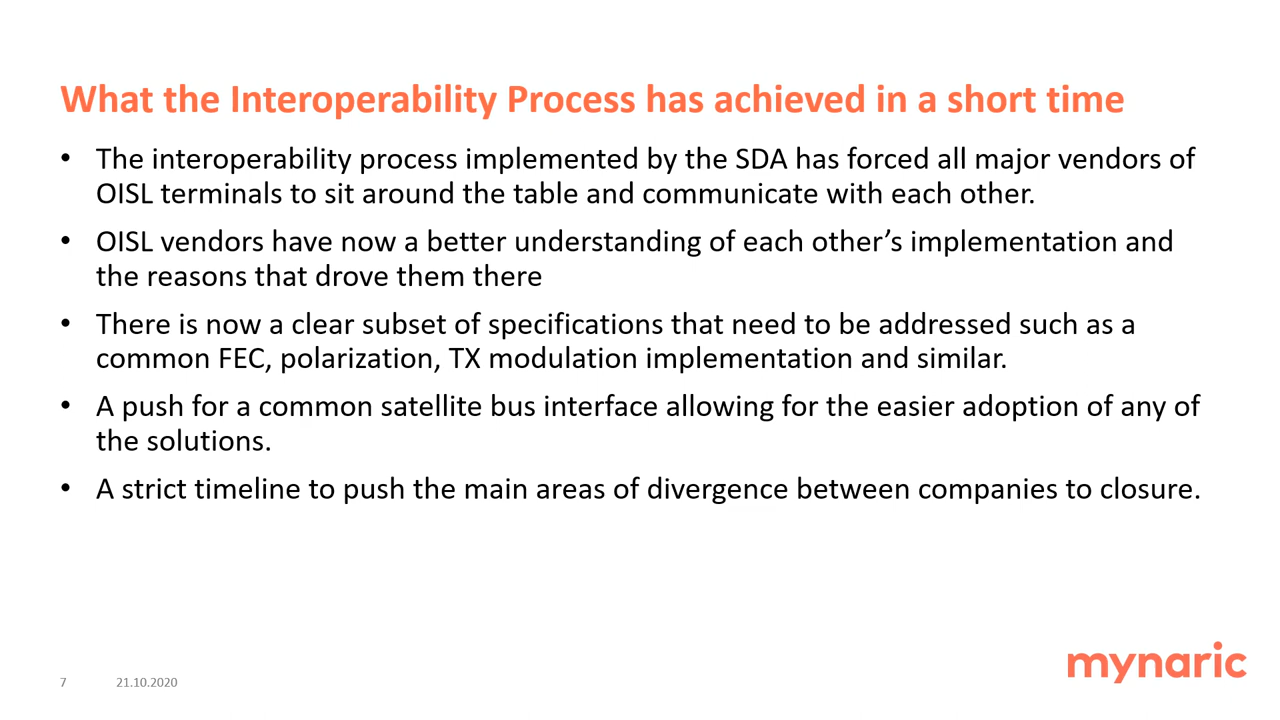 What the Interoperability Process has achieved in a short time
• The interoperability process implemented by the SDA has forced all major vendors of
OISL terminals to sit around the table and communicate with each other.
• OISL vendors have now a better understanding of each other’s implementation and
the reasons that drove them there
• There is now a clear subset of specifications that need to be addressed such as a
common FEC, polarization, TX modulation implementation and similar.
• A push for a common satellite bus interface allowing for the easier adoption of any of
the solutions.
• A strict timeline to push the main areas of divergence between companies to closure.
mynaric
7 21.10.2020